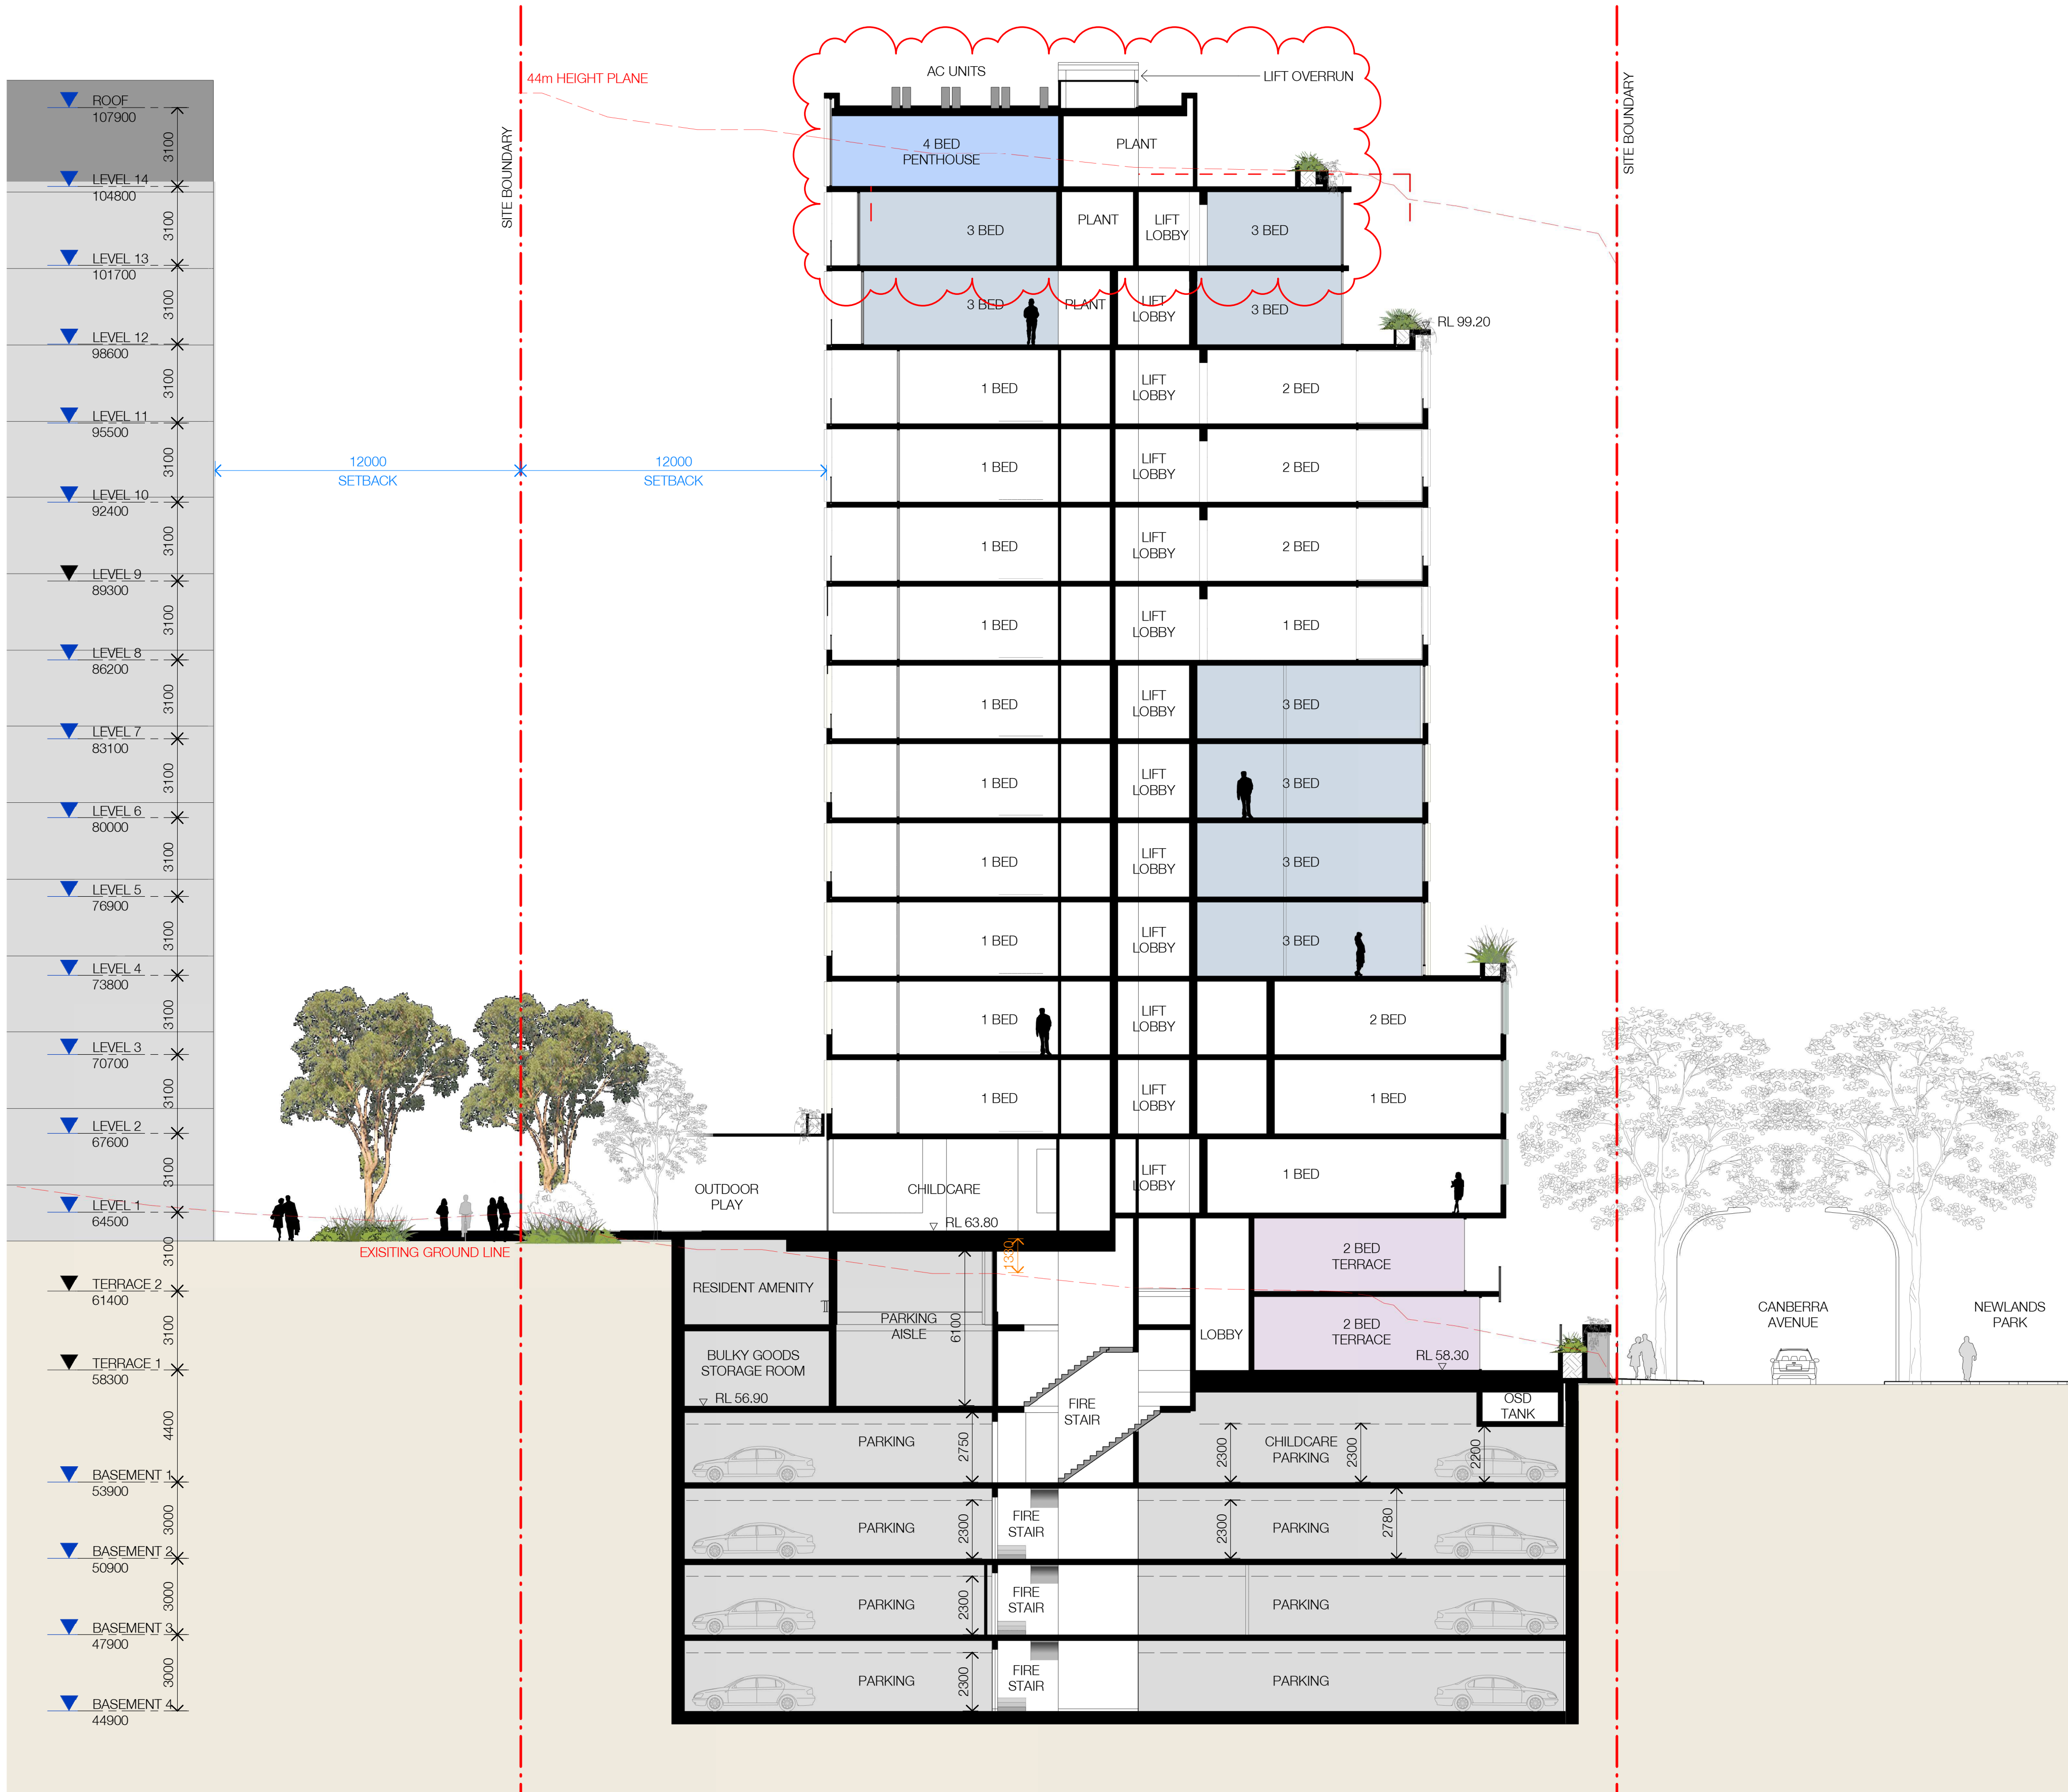 44m HEIGHT PLANE
AC UNITS
LIFT OVERRUN
SITE BOUNDARY
SITE BOUNDARY
ROOF
107900
3100
LEVEL 14
104800
3100
LEVEL 13
101700
3100
LEVEL 12
98600
3100
LEVEL 11
95500
3100
LEVEL 10
92400
3100
LEVEL 9
89300
3100
LEVEL 8
86200
3100
LEVEL 7
83100
3100
LEVEL 6
80000
3100
LEVEL 5
76900
3100
LEVEL 4
73800
3100
LEVEL 3
70700
3100
LEVEL 2
67600
3100
LEVEL 1
64500
3100
TERRACE 2
61400
3100
TERRACE 1
58300
4400
BASEMENT 1
53900
3000
BASEMENT 2
50900
3000
BASEMENT 3
47900
3000
BASEMENT 4
44900
12000
SETBACK
12000
SETBACK
4 BED
PENTHOUSE
PLANT
3 BED
PLANT
LIFT
LOBBY
3 BED
3 BED
PLANT
LIFT
LOBBY
3 BED
RL 99.20
1 BED
LIFT
LOBBY
2 BED
1 BED
LIFT
LOBBY
2 BED
1 BED
LIFT
LOBBY
2 BED
1 BED
LIFT
LOBBY
1 BED
1 BED
LIFT
LOBBY
3 BED
1 BED
LIFT
LOBBY
3 BED
1 BED
LIFT
LOBBY
3 BED
1 BED
LIFT
LOBBY
3 BED
1 BED
LIFT
LOBBY
2 BED
1 BED
LIFT
LOBBY
1 BED
OUTDOOR
PLAY
CHILDCARE
RL 63.80
LIFT
LOBBY
1 BED
EXISITING GROUND LINE
1330
2 BED
TERRACE
RESIDENT AMENITY
PARKING
AISLE
6100
LOBBY
2 BED
TERRACE
RL 58.30
CANBERRA
AVENUE
NEWLANDS
PARK
BULKY GOODS
STORAGE ROOM
RL 56.90
FIRE
STAIR
OSD
TANK
PARKING
2750
2300
CHILDCARE
PARKING
2300
2200
PARKING
2300
FIRE
STAIR
2300
PARKING
2780
PARKING
2300
FIRE
STAIR
PARKING
PARKING
2300
FIRE
STAIR
PARKING